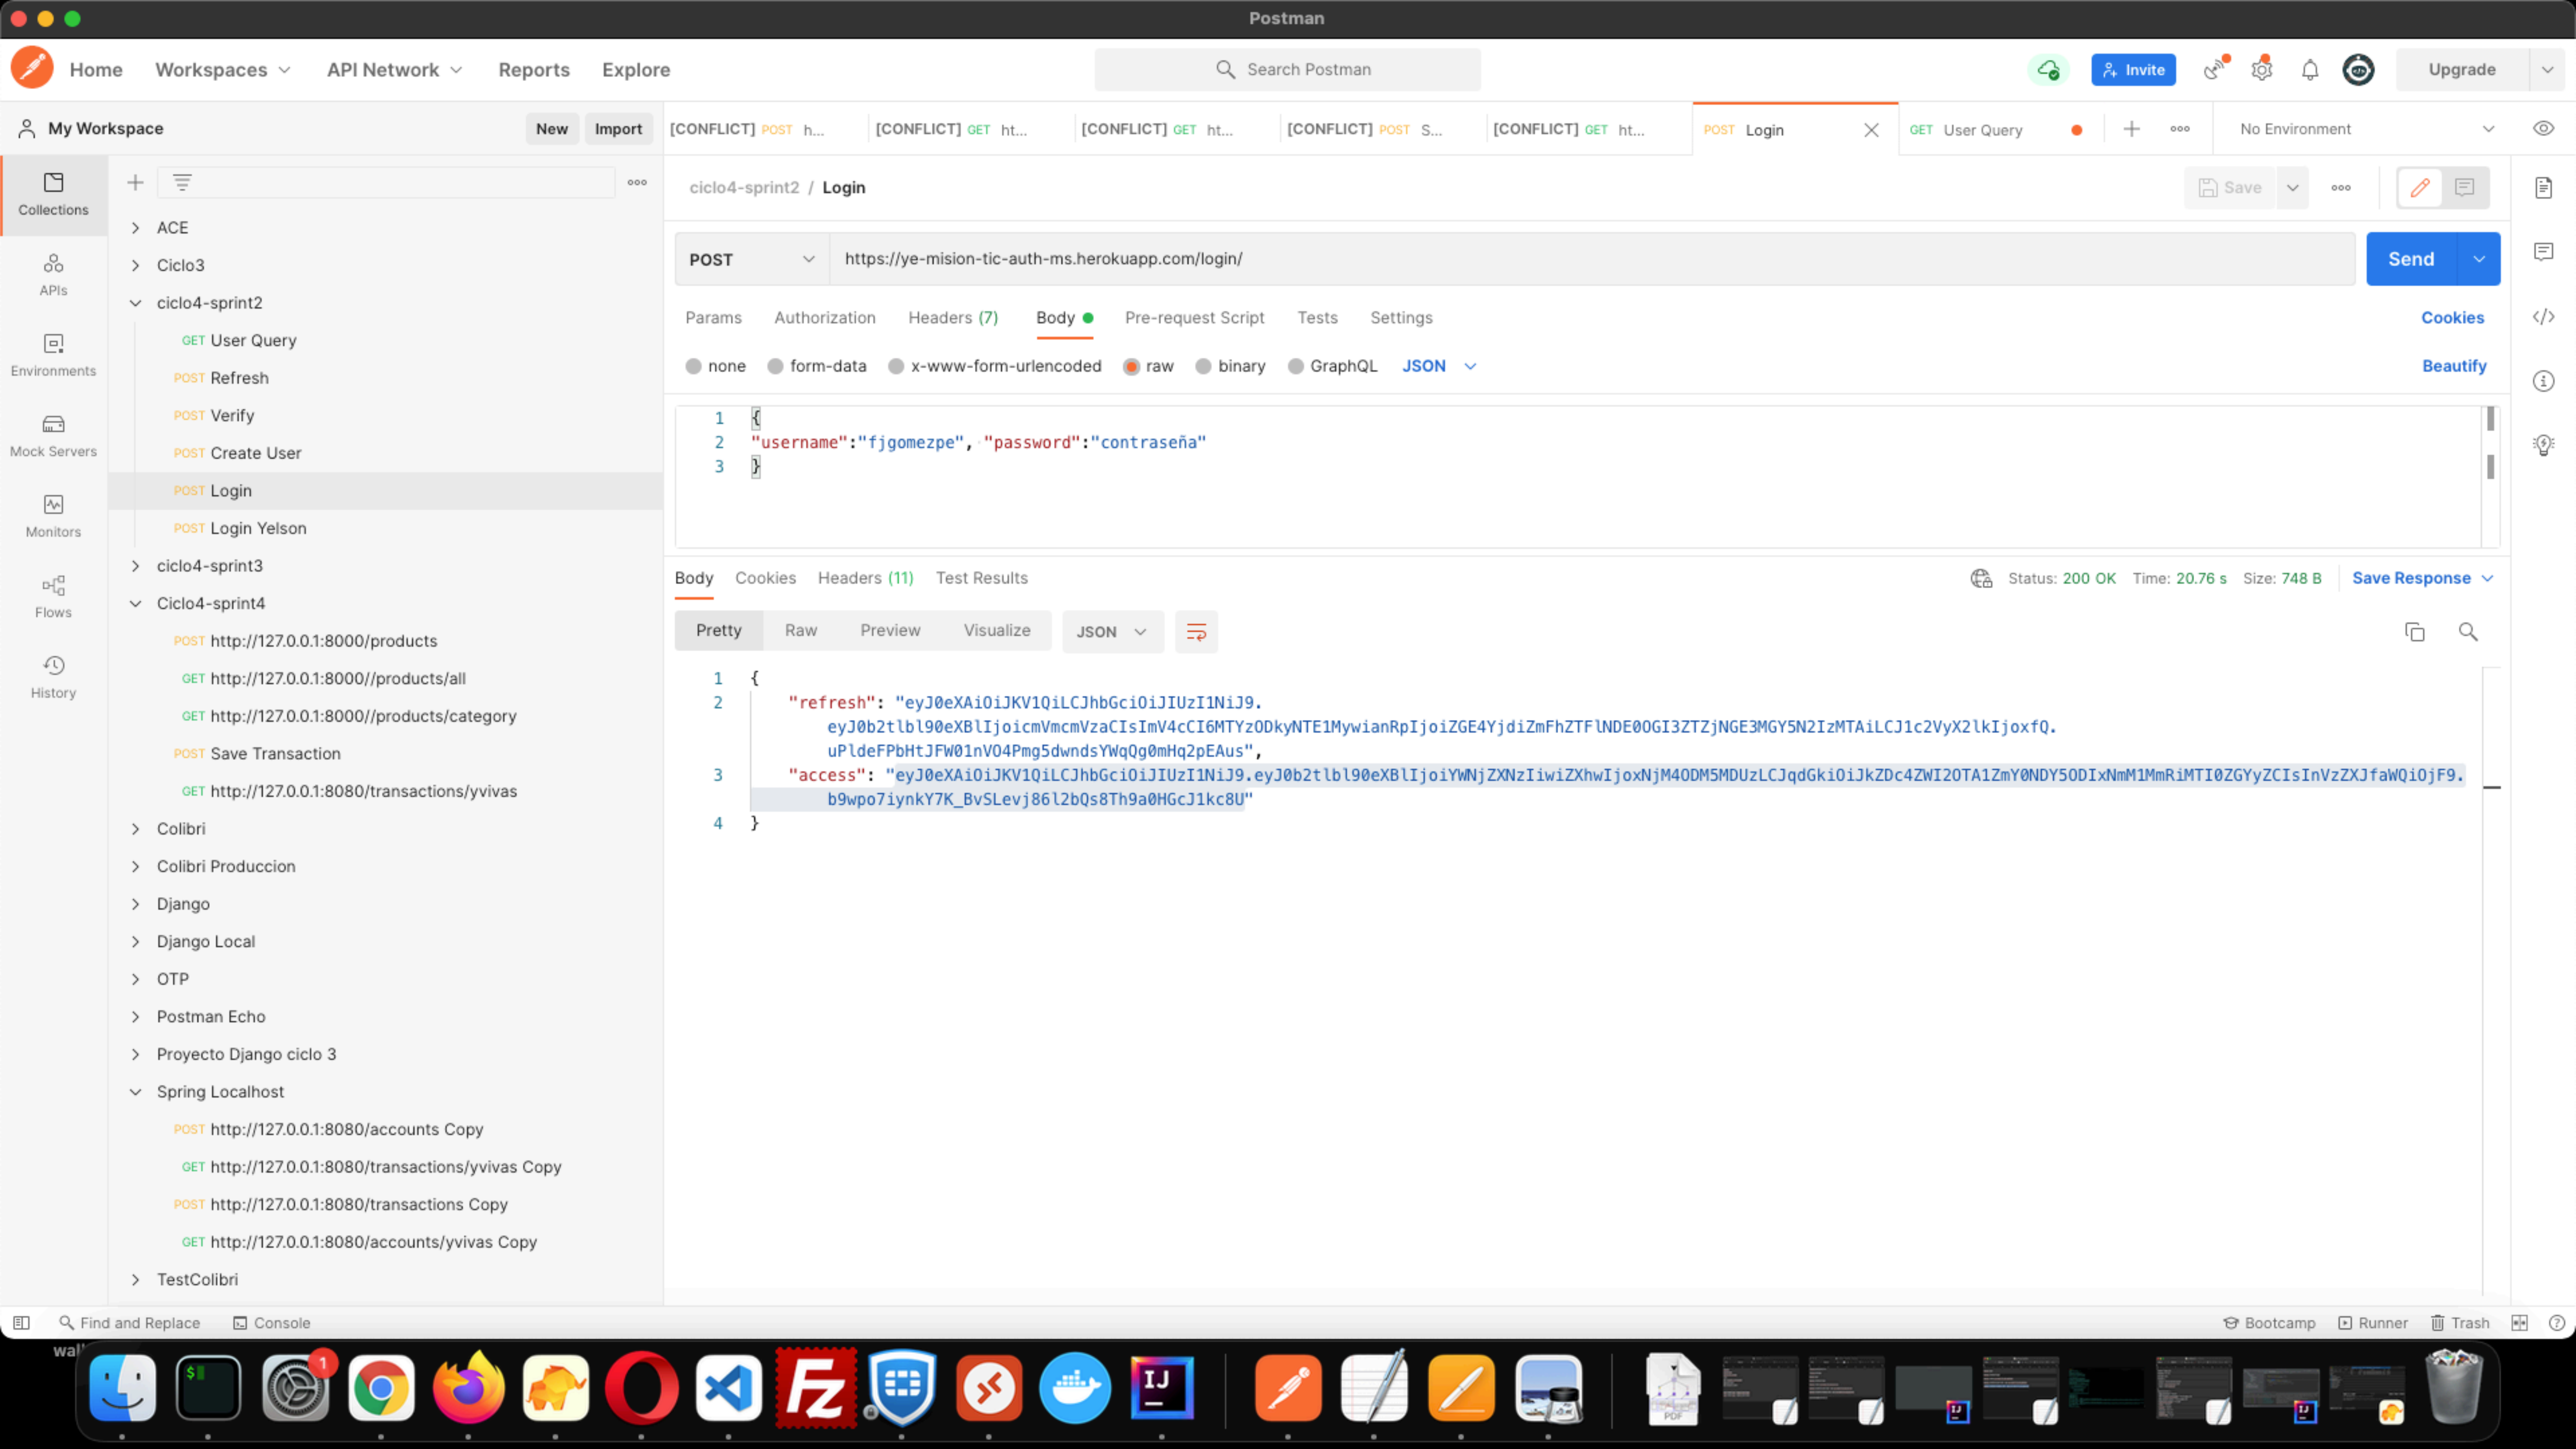 Postman
Home Workspaces API Network Reports Explore Search Postman Invite Upgrade
My Workspace New Import
[CONFLICT] POST h... [CONFLICT] GET ht... [CONFLICT] GET ht... [CONFLICT] POST S... [CONFLICT] GET ht... POST Login GET User Query No Environment
Collections
APIs
Environments
Mock Servers
Monitors
Flows
History
ACE
Ciclo3
ciclo4-sprint2
GET User Query
POST Refresh
POST Verify
POST Create User
POST Login
POST Login Yelson
ciclo4-sprint3
Ciclo4-sprint4
POST http://127.0.0.1:8000/products
GET http://127.0.0.1:8000//products/all
GET http://127.0.0.1:8000//products/category
POST Save Transaction
GET http://127.0.0.1:8080/transactions/yvivas
Colibri
Colibri Produccion
Django
Django Local
OTP
Postman Echo
Proyecto Django ciclo 3
Spring Localhost
POST http://127.0.0.1:8080/accounts Copy
GET http://127.0.0.1:8080/transactions/yvivas Copy
POST http://127.0.0.1:8080/transactions Copy
GET http://127.0.0.1:8080/accounts/yvivas Copy
TestColibri
ciclo4-sprint2 / Login Save
POST https://ye-mision-tic-auth-ms.herokuapp.com/login/ Send
Params Authorization Headers (7) Body Pre-request Script Tests Settings Cookies
none form-data x-www-form-urlencoded raw binary GraphQL JSON Beautify
1 {
2 "username":"fjgomezpe", "password":"contraseña"
3 }
Body Cookies Headers (11) Test Results Status: 200 OK Time: 20.76 s Size: 748 B Save Response
Pretty Raw Preview Visualize JSON
1 {
2 "refresh": "eyJ0eXAiOiJKV1QiLCJhbGciOiJIUzI1NiJ9.
eyJ0b2tlbl90eXBlIjoicmVmcmVzaCIsImV4cCI6MTYzODkyNTE1MywianRpIjoiZGE4YjdiZmFhZTFlNDE0OGI3ZTZjNGE3MGY5N2IzMTAiLCJ1c2VyX2lkIjoxfQ.
uPldeFPbHtJFW01nVO4Pmg5dwndsYWqQg0mHq2pEAus",
3 "access": "eyJ0eXAiOiJKV1QiLCJhbGciOiJIUzI1NiJ9.eyJ0b2tlbl90eXBlIjoiYWNjZXNzIiwiZXhwIjoxNjM4ODM5MDUzLCJqdGkiOiJkZDc4ZWI2OTA1ZmY0NDY5ODIxNmM1MmRiMTI0ZGYyZCIsInVzZXJfaWQiOjF9.
b9wpo7iynkY7K_BvSLevj86l2bQs8Th9a0HGcJ1kc8U"
4 }
Find and Replace Console Bootcamp Runner Trash
1
$
Fz
IJ
PDF